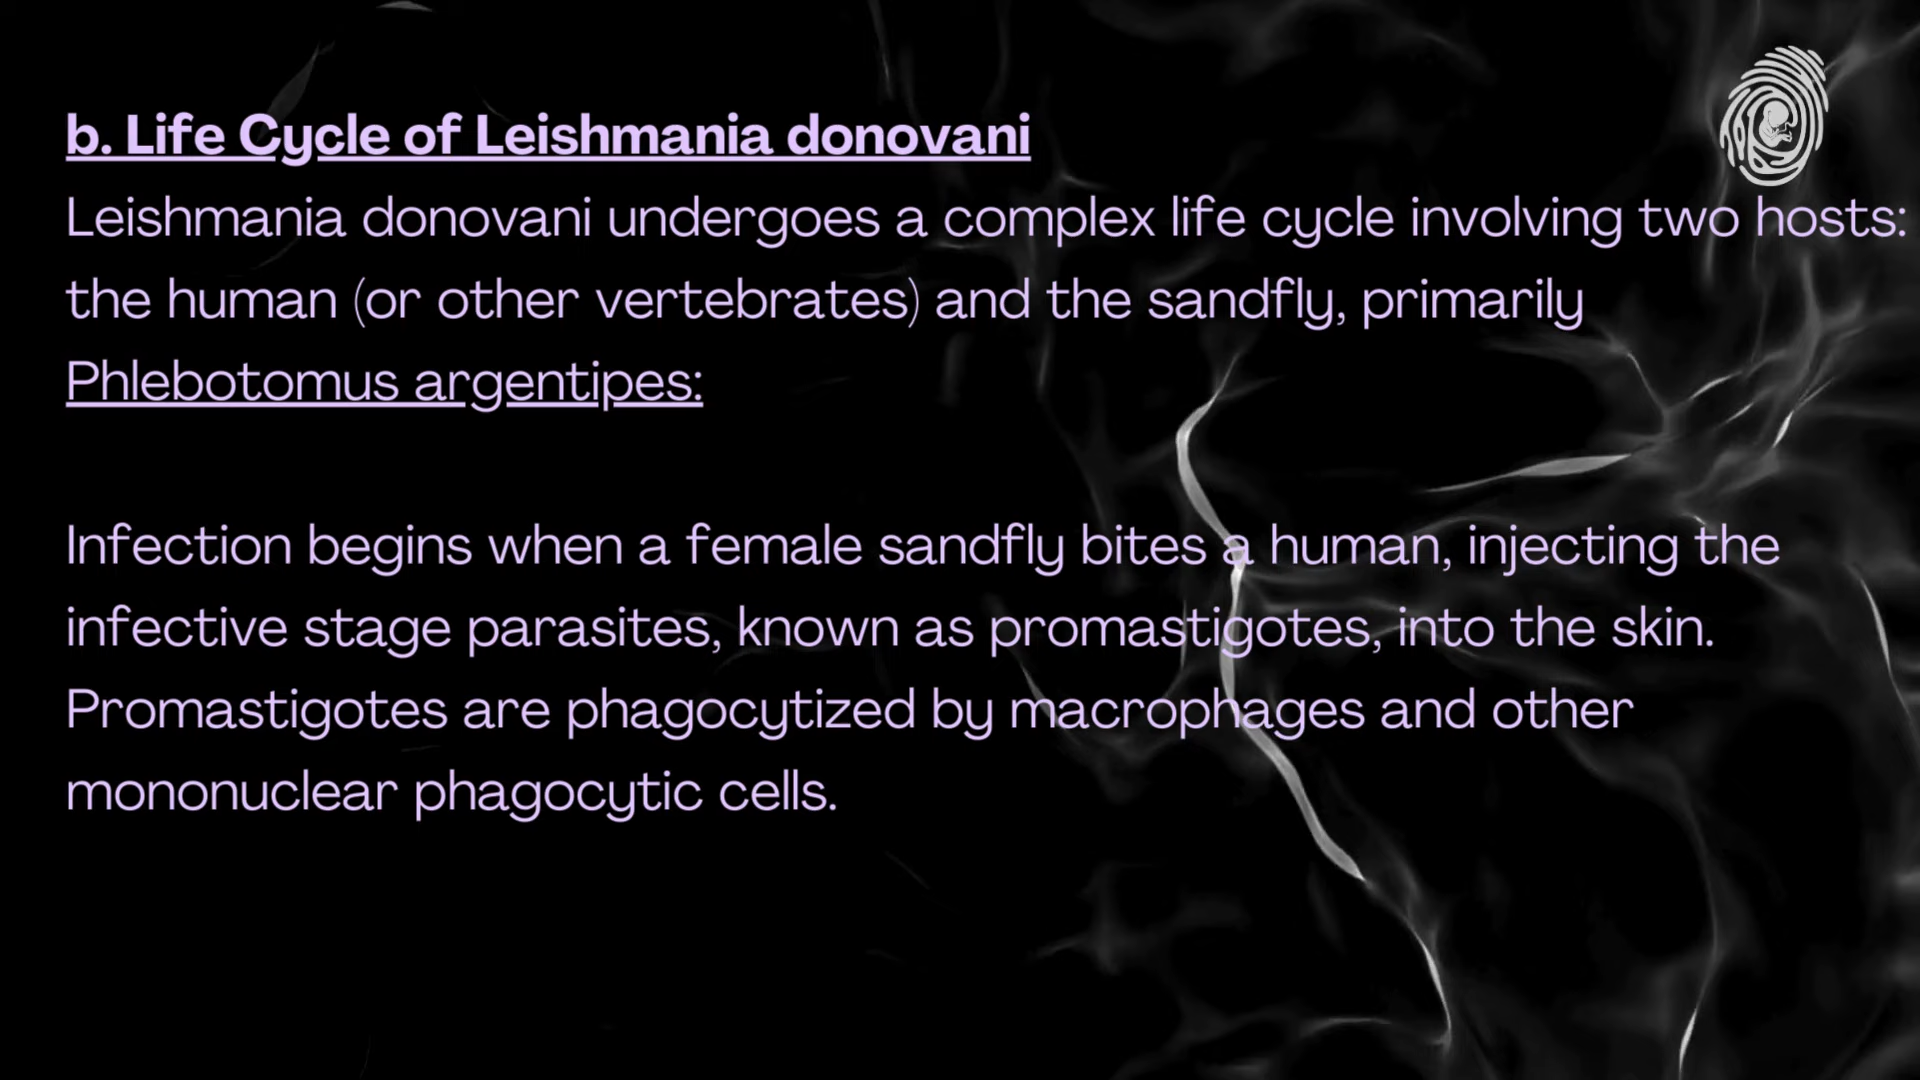 b. Life Cycle of Leishmania donovani
Leishmania donovani undergoes a complex life cycle involving two hosts:
the human (or other vertebrates) and the sandfly, primarily
Phlebotomus argentipes:
Infection begins when a female sandfly bites a human, injecting the
infective stage parasites, known as promastigotes, into the skin.
Promastigotes are phagocytized by macrophages and other
mononuclear phagocytic cells.